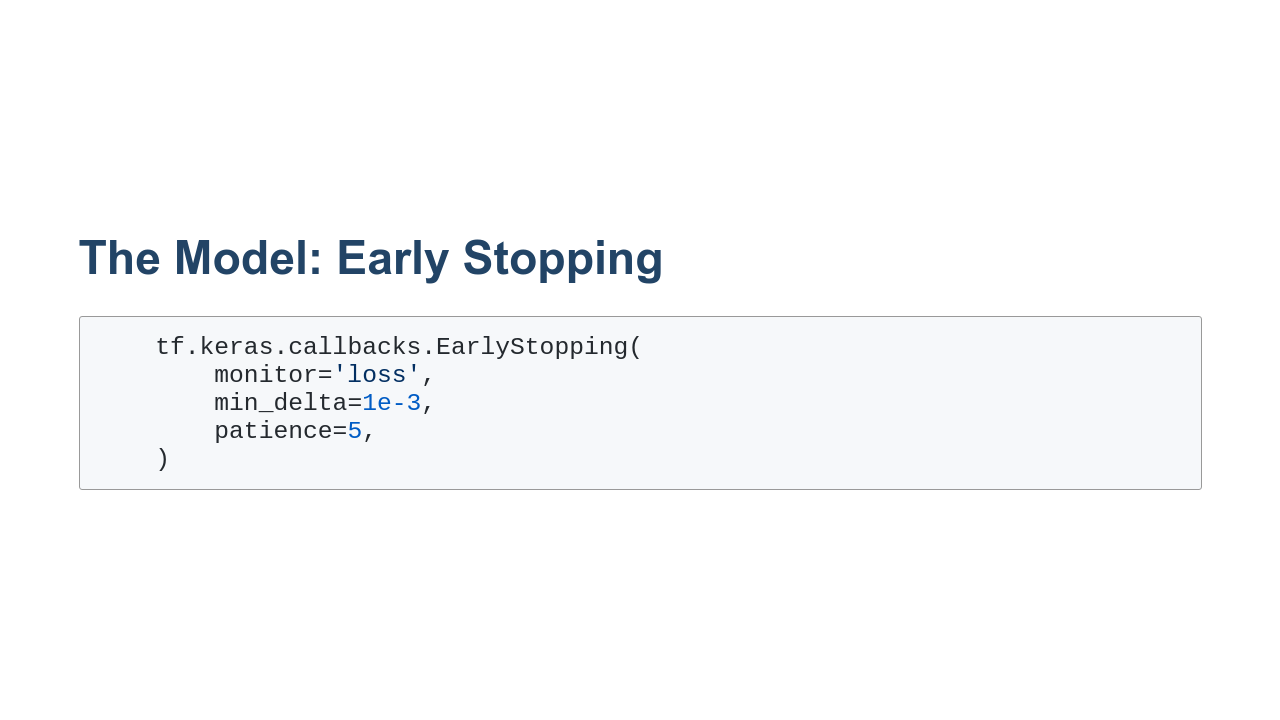 The Model: Early Stopping
tf.keras.callbacks.EarlyStopping(
    monitor='loss',
    min_delta=1e-3,
    patience=5,
)